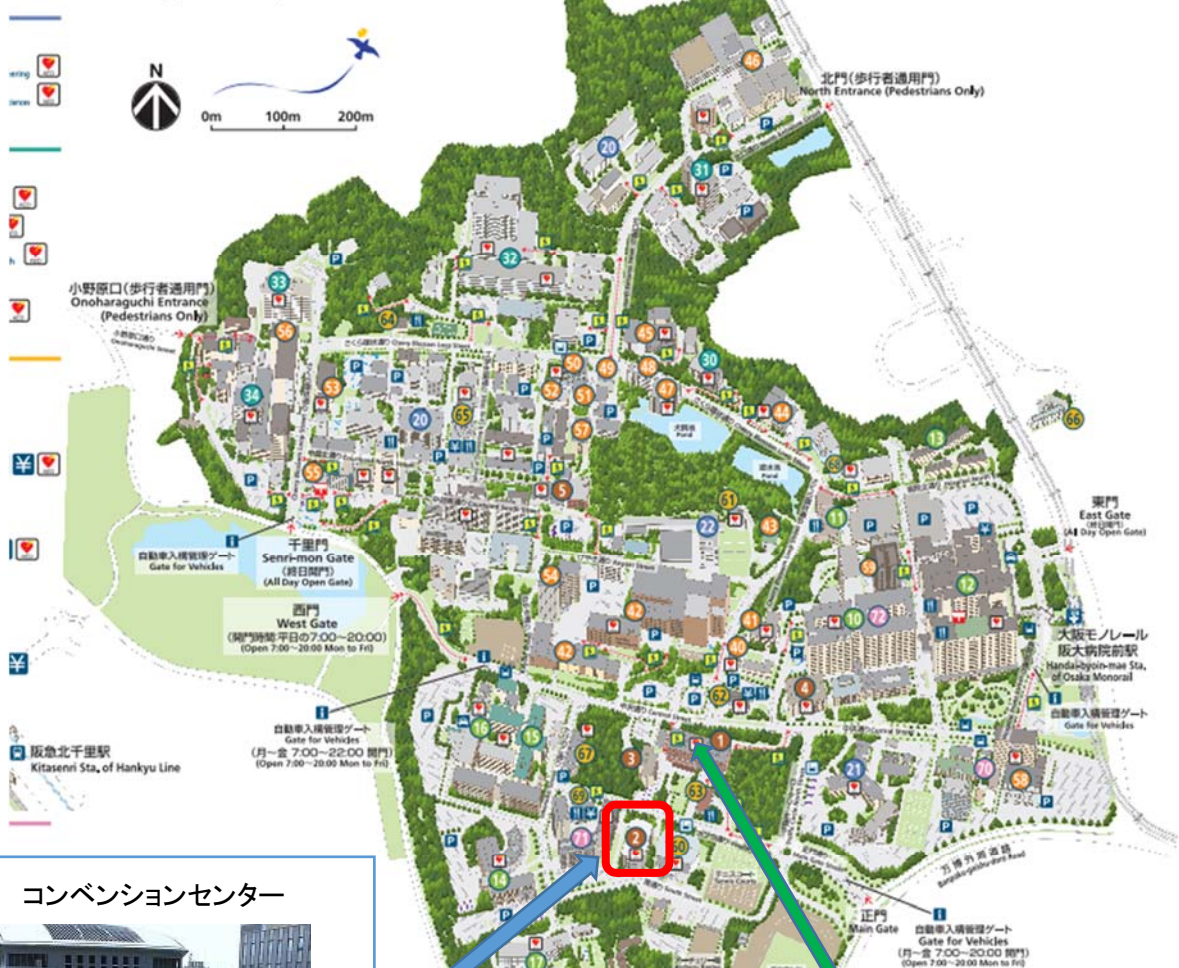 N
0m 100m 200m
北門(歩行者通用門)
North Entrance (Pedestrians Only)
46
20
31
32
小野原口(歩行者通用門)
Onoharaguchi Entrance
(Pedestrians Only)
33
64
56
45
50
49
48
30
34
53
52
51
47
44
20
65
57
66
13
55
5
61
68
11
22
43
東門
East Gate
(終日開門)
(All Day Open Gate)
自動車入構管理ゲート
Gate for Vehicles
千里門
Senri-mon Gate
(終日開門)
(All Day Open Gate)
54
59
12
西門
West Gate
(開門時間:平日の7:00〜20:00)
(Open 7:00~20:00 Mon to Fri)
42
41
10
72
42
40
大阪モノレール
阪大病院前駅
Handai-byoin-mae Sta.
of Osaka Monorail
62
4
自動車入構管理ゲート
Gate for Vehicles
自動車入構管理ゲート
Gate for Vehicles
(月〜金 7:00〜22:00 開門)
(Open 7:00~20:00 Mon to Fri)
16
15
67
3
1
阪急北千里駅
Kitasenri Sta. of Hankyu Line
21
70
58
69
63
71
2
60
14
17
万博外周道路
正門
Main Gate
自動車入構管理ゲート
Gate for Vehicles
(月〜金 7:00〜20:00 開門)
(Open 7:00~20:00 Mon to Fri)
コンベンションセンター